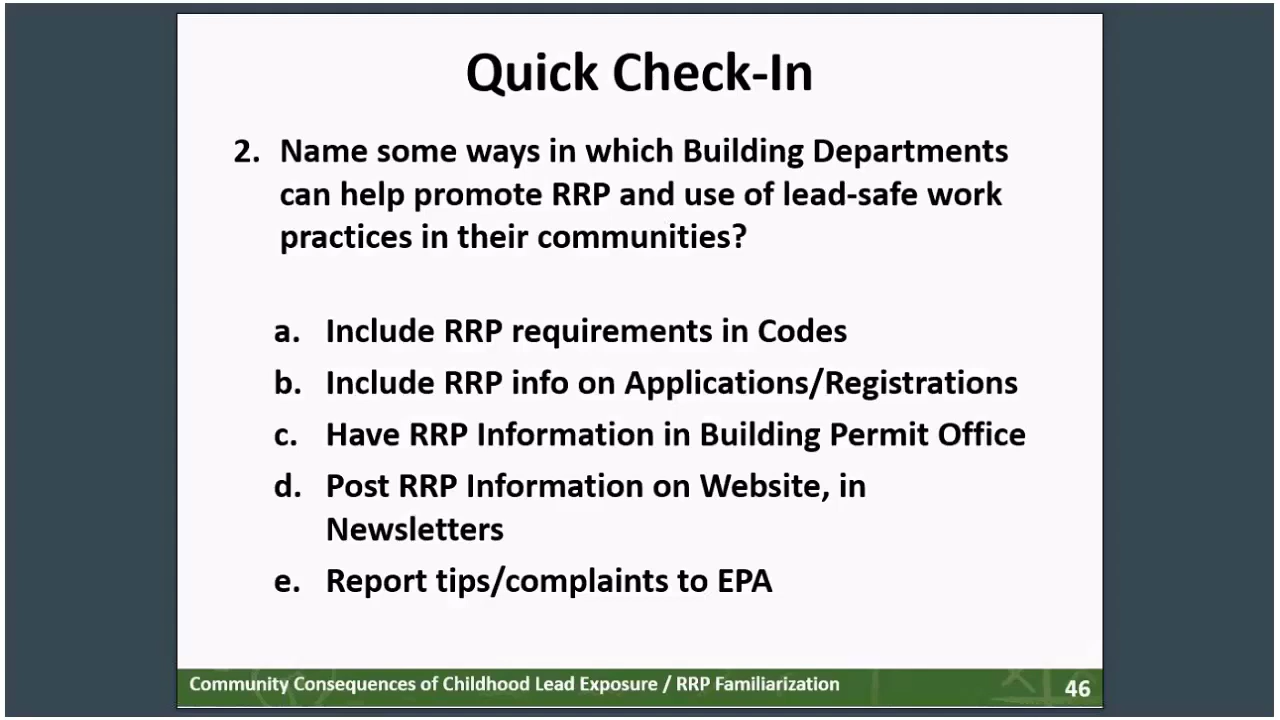 Quick Check-In
2. Name some ways in which Building Departments
can help promote RRP and use of lead-safe work
practices in their communities?
a. Include RRP requirements in Codes
b. Include RRP info on Applications/Registrations
c. Have RRP Information in Building Permit Office
d. Post RRP Information on Website, in
Newsletters
e. Report tips/complaints to EPA
Community Consequences of Childhood Lead Exposure / RRP Familiarization
46